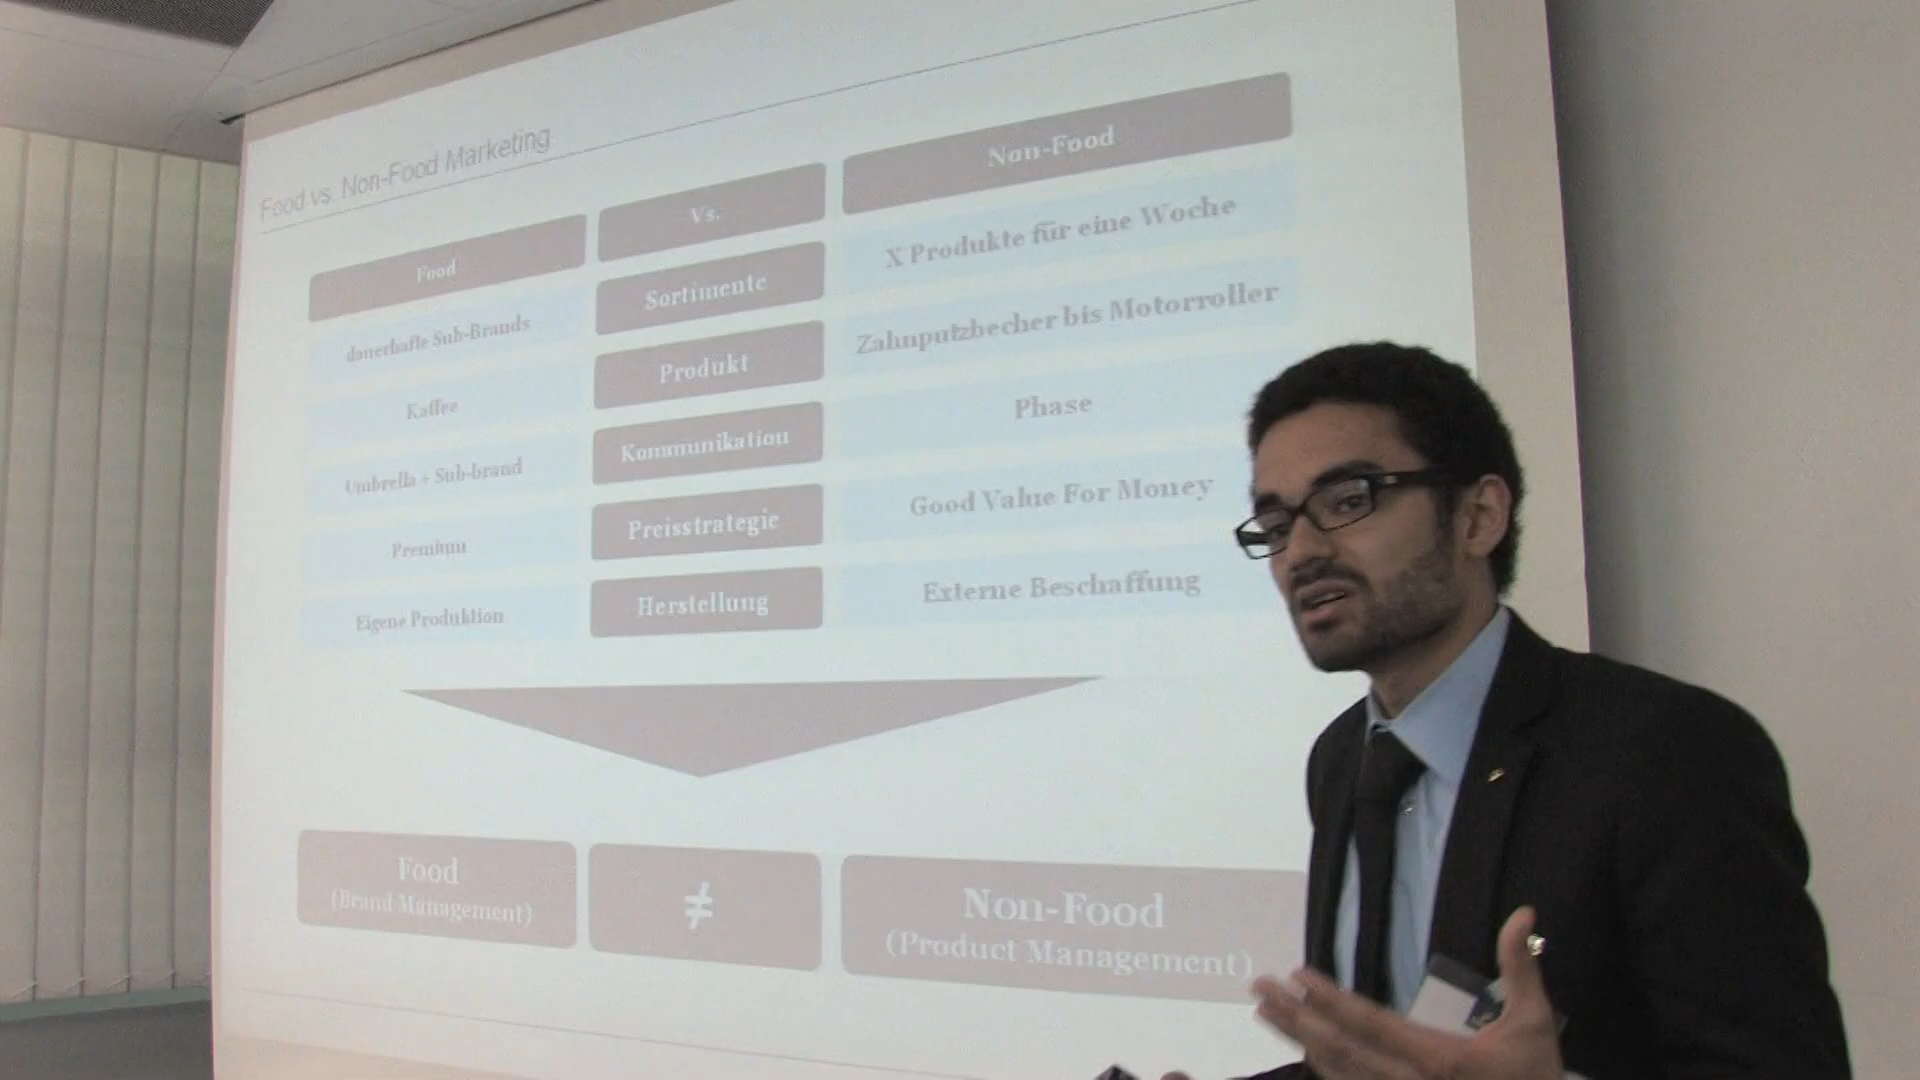 Food vs. Non-Food Marketing
Food
Vs.
Non-Food
dauerhafte Sub-Brands
Sortimente
X Produkte für eine Woche
Kaffee
Produkt
Zahnputzbecher bis Motorroller
Umbrella + Sub-brand
Kommunikation
Phase
Premium
Preisstrategie
Good Value For Money
Eigene Produktion
Herstellung
Externe Beschaffung
Food
(Brand Management)
≠
Non-Food
(Product Management)